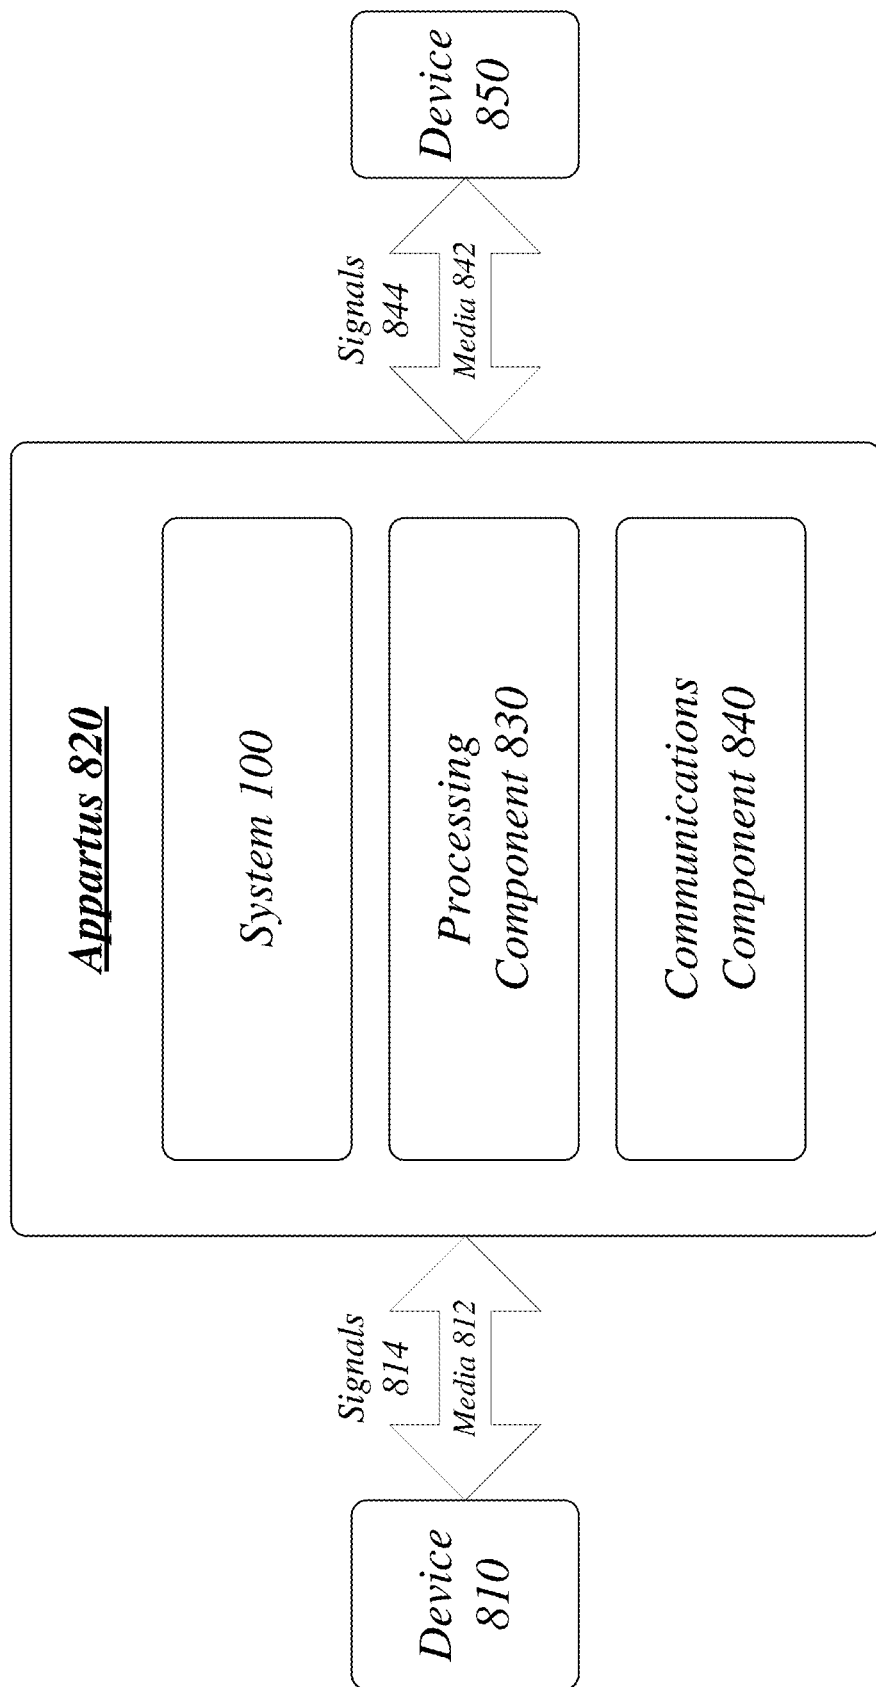 Appartus 820
System 100
Processing
Component 830
Communications
Component 840
Device
810
Signals
814
Media 812
Signals
844
Media 842
Device
850